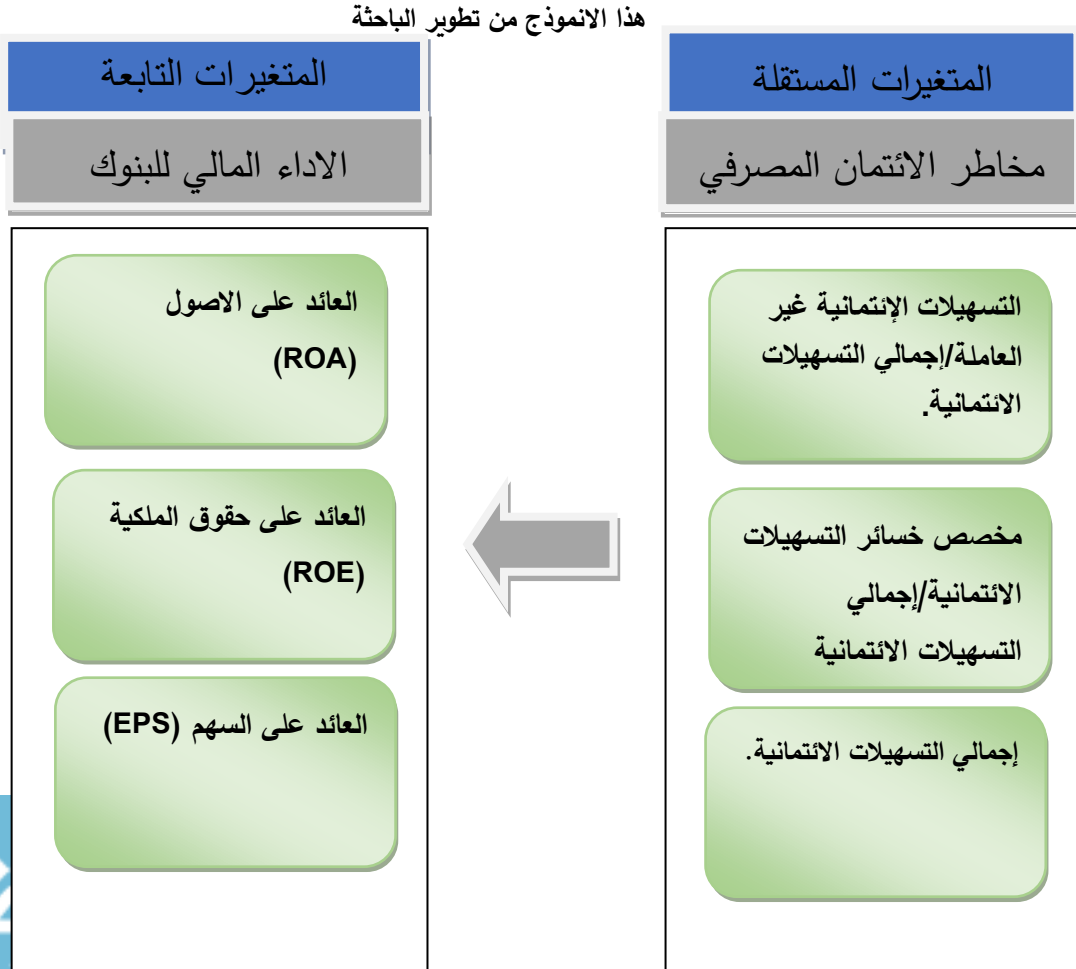 هذا الانموذج من تطوير الباحثة
المتغيرات المستقلة
مخاطر الائتمان المصرفي
التسهيلات الإئتمانية غير
العاملة/إجمالي التسهيلات
الائتمانية.
مخصص خسائر التسهيلات
الائتمانية/إجمالي
التسهيلات الائتمانية
إجمالي التسهيلات الائتمانية.
المتغيرات التابعة
الاداء المالي للبنوك
العائد على الاصول
(ROA)
العائد على حقوق الملكية
(ROE)
العائد على السهم (EPS)